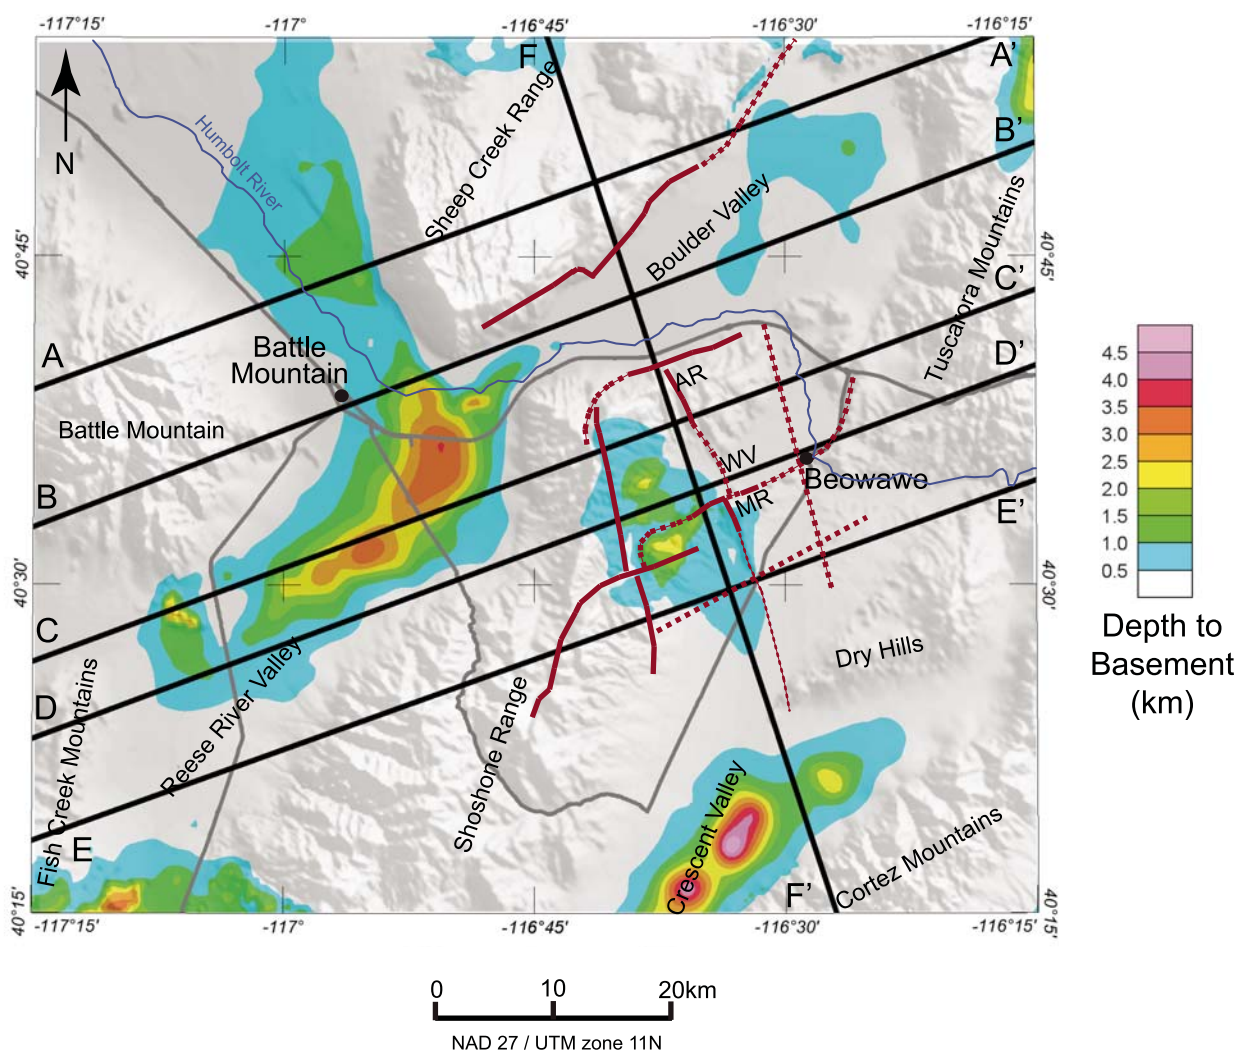 -117°15'
-117°
-116°45'
-116°30'
-116°15'
F
A'
N
Humbolt River
Sheep Creek Range
B'
Boulder Valley
Tuscarora Mountains
40°45'
40°45'
C'
A
Battle
Mountain
D'
AR
Battle Mountain
WV
Beowawe
B
MR
E'
40°30'
40°30'
C
Dry Hills
D
Fish Creek Mountains
Reese River Valley
Shoshone Range
Crescent Valley
E
F'
Cortez Mountains
40°15'
40°15'
-117°15'
-117°
-116°45'
-116°30'
-116°15'
4.5
4.0
3.5
3.0
2.5
2.0
1.5
1.0
0.5
Depth to
Basement
(km)
0
10
20km
NAD 27 / UTM zone 11N